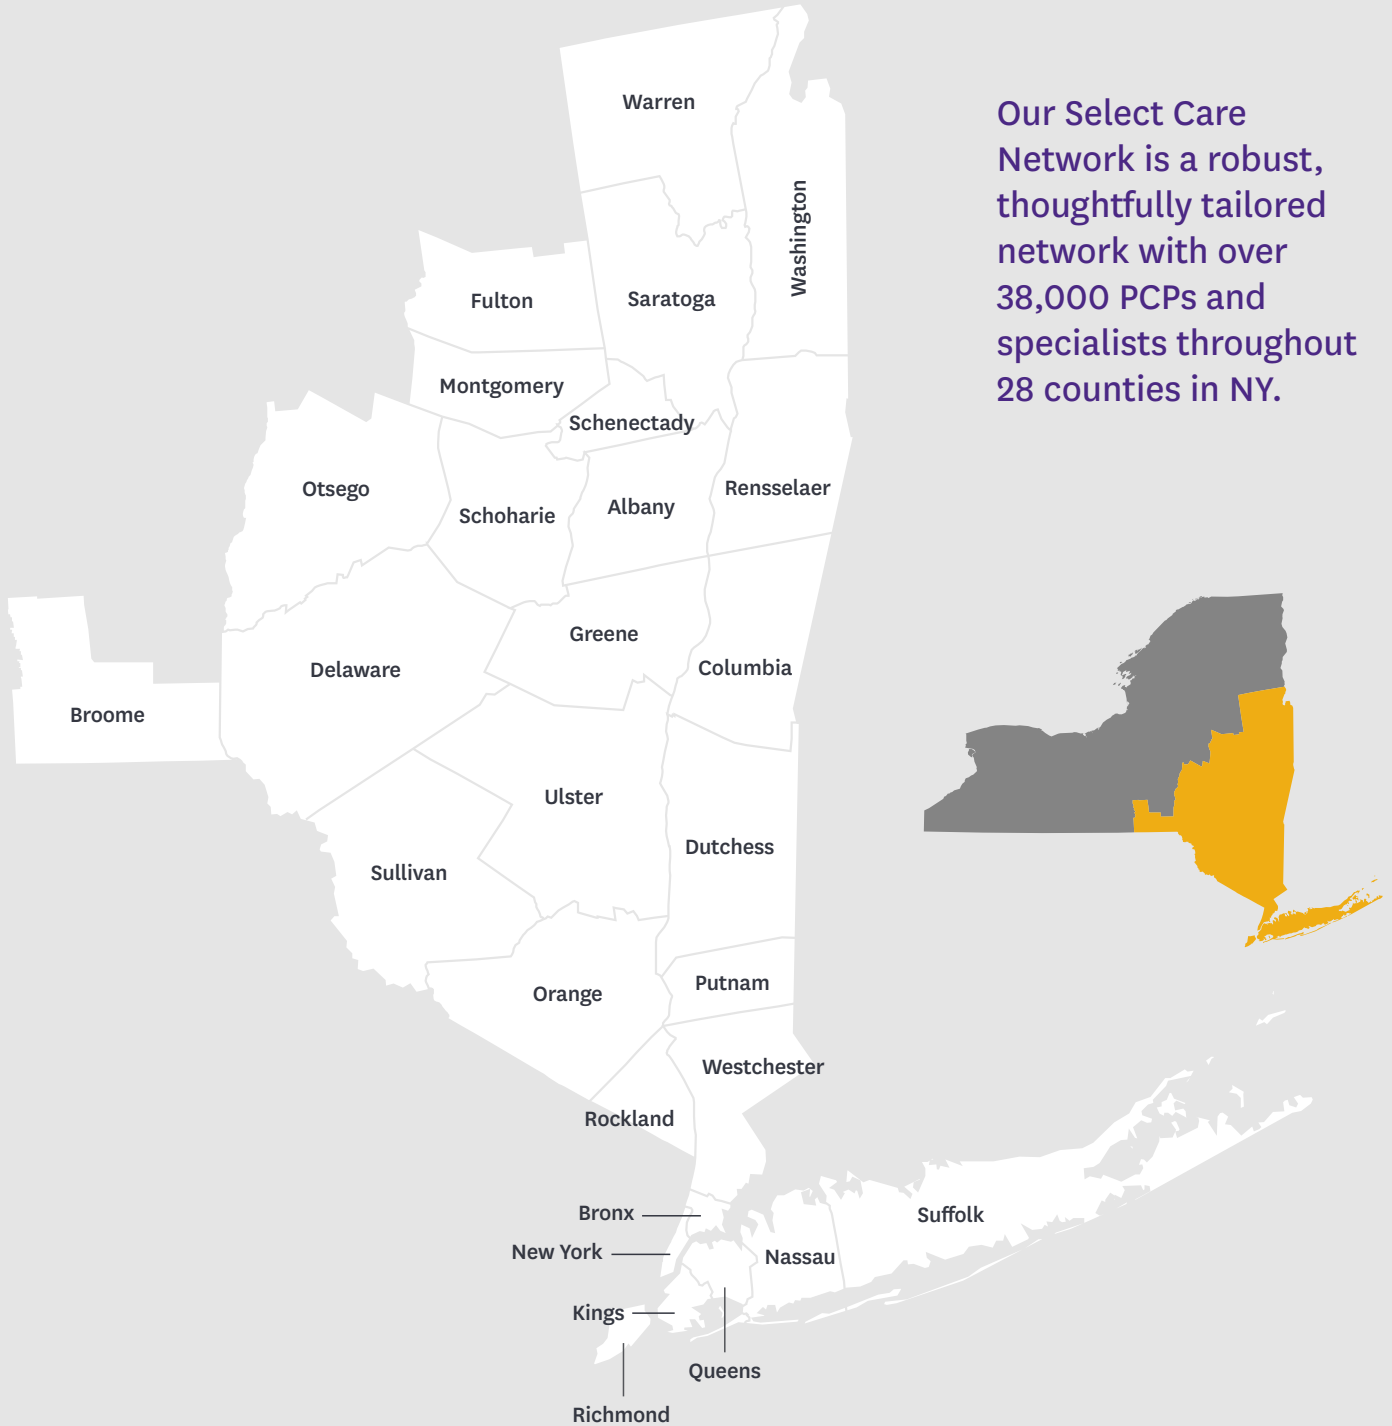 Warren
Our Select Care
Network is a robust,
thoughtfully tailored
network with over
38,000 PCPs and
specialists throughout
28 counties in NY.
Washington
Fulton
Saratoga
Montgomery
Schenectady
Otsego
Schoharie
Albany
Rensselaer
Greene
Delaware
Columbia
Broome
Ulster
Dutchess
Sullivan
Putnam
Orange
Westchester
Rockland
Bronx
Suffolk
New York
Nassau
Kings
Queens
Richmond